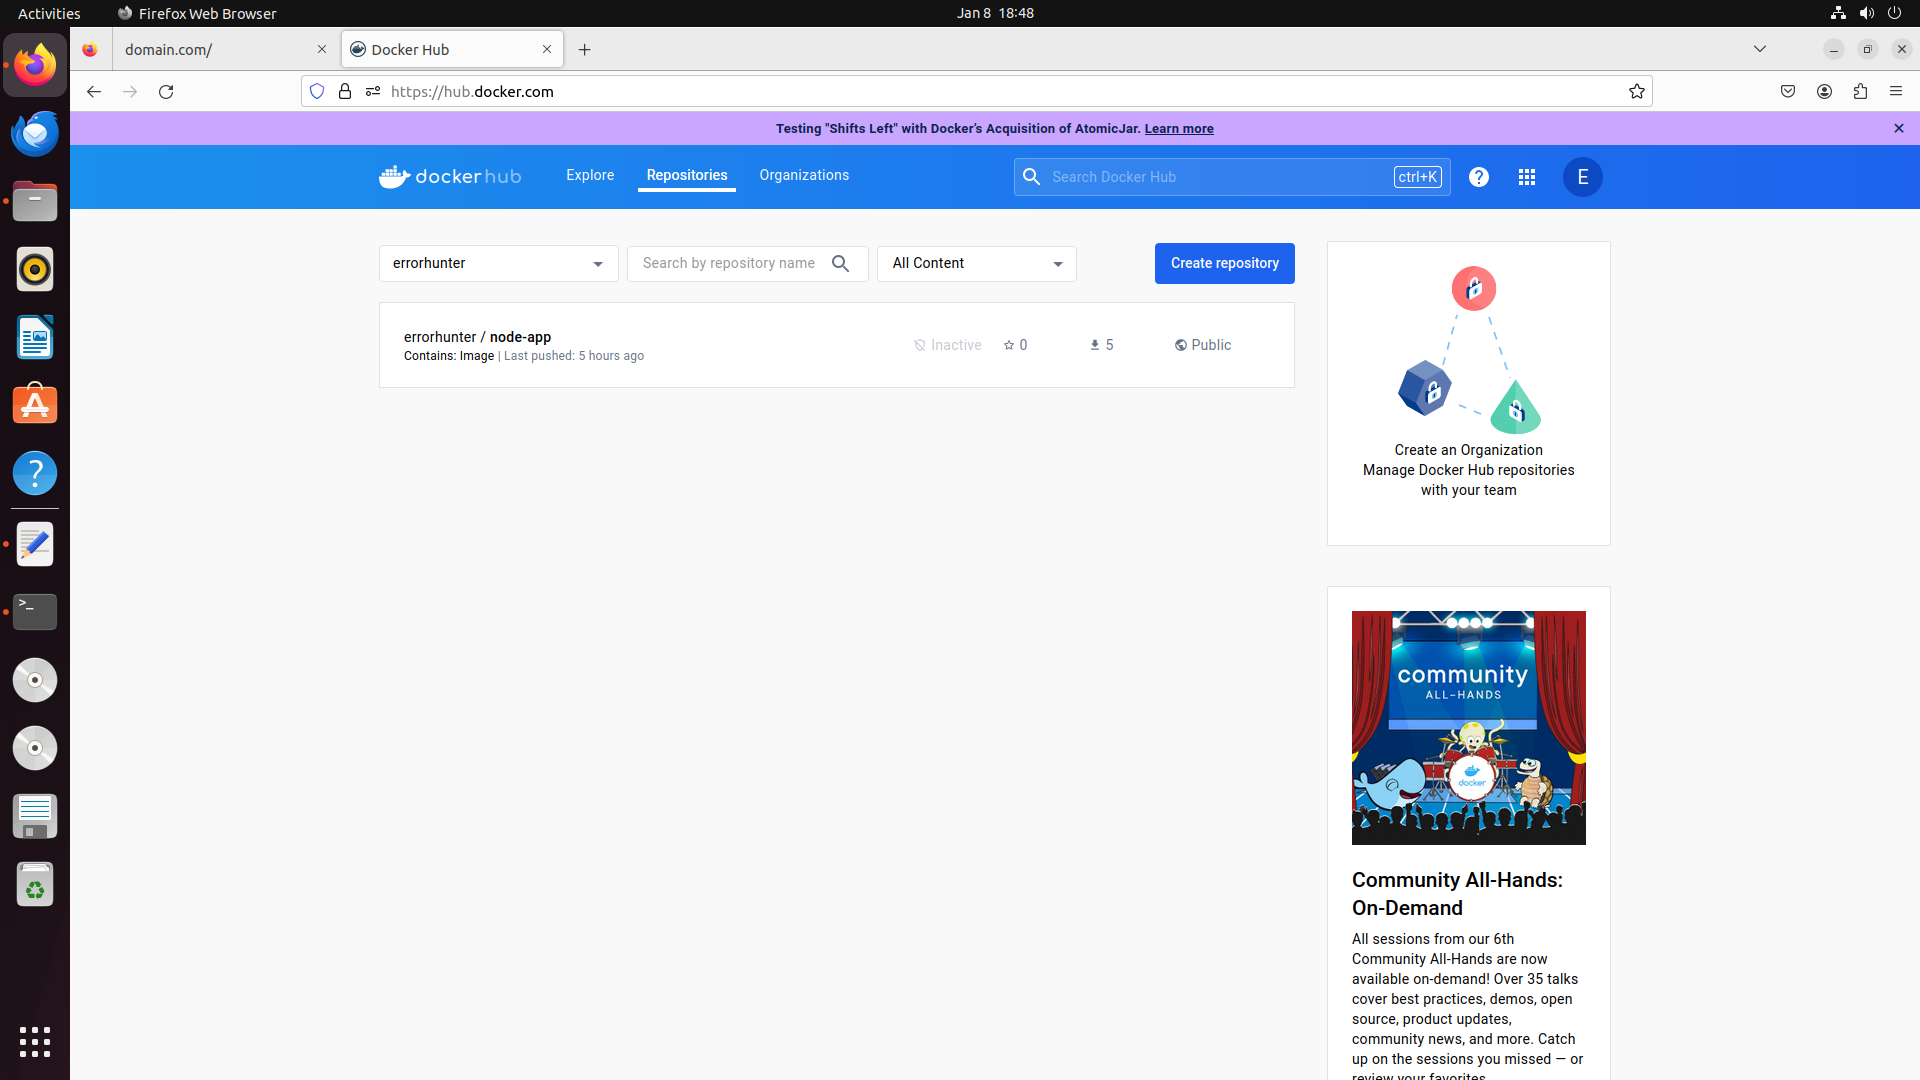 Activities
Firefox Web Browser
Jan 8 18:48
domain.com/
Docker Hub
https://hub.docker.com
Testing "Shifts Left" with Docker's Acquisition of AtomicJar. Learn more
dockerhub
Explore
Repositories
Organizations
Search Docker Hub
ctrl+K
?
E
errorhunter
Search by repository name
All Content
Create repository
errorhunter / node-app
Contains: Image | Last pushed: 5 hours ago
Inactive
0
5
Public
Create an Organization
Manage Docker Hub repositories
with your team
community
ALL-HANDS
docker
Community All-Hands:
On-Demand
All sessions from our 6th
Community All-Hands are now
available on-demand! Over 35 talks
cover best practices, demos, open
source, product updates,
community news, and more. Catch
up on the sessions you missed — or
review your favorites